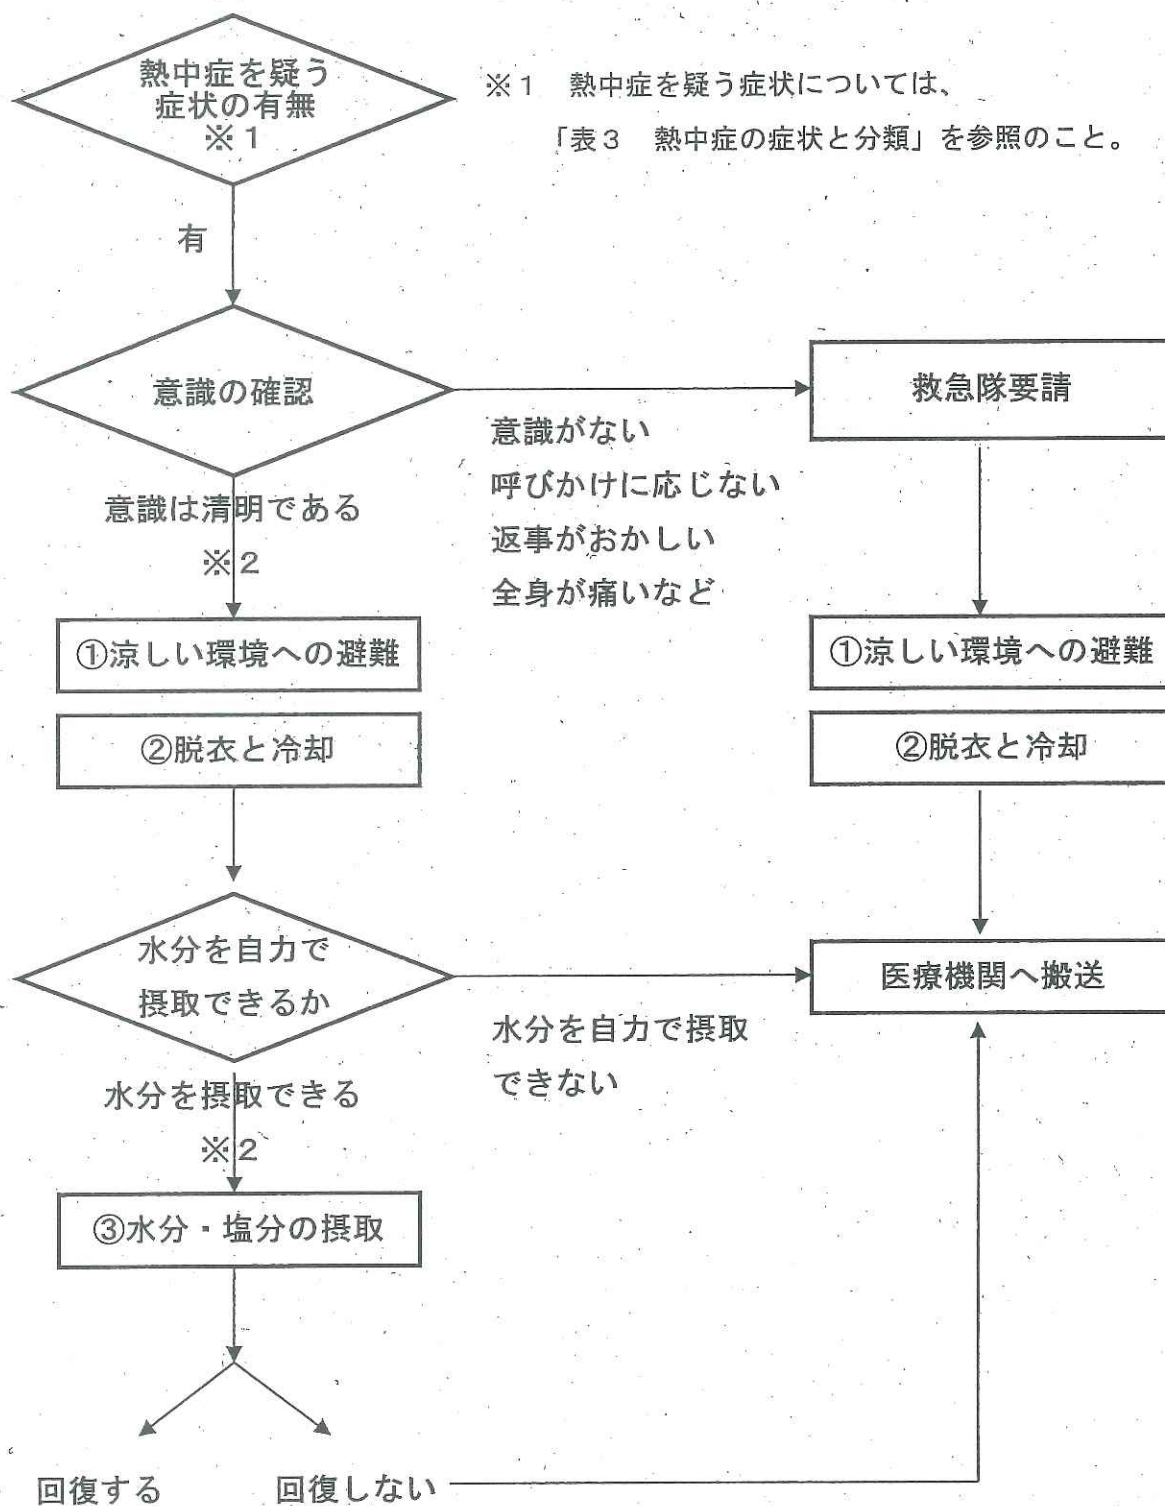 熱中症を疑う
症状の有無
※1
※1　熱中症を疑う症状については、
「表3　熱中症の症状と分類」を参照のこと。
有
意識の確認
救急隊要請
意識がない
呼びかけに応じない
返事がおかしい
全身が痛いなど
意識は清明である
※2
①涼しい環境への避難
①涼しい環境への避難
②脱衣と冷却
②脱衣と冷却
水分を自力で
摂取できるか
医療機関へ搬送
水分を自力で摂取
できない
水分を摂取できる
※2
③水分・塩分の摂取
回復する
回復しない